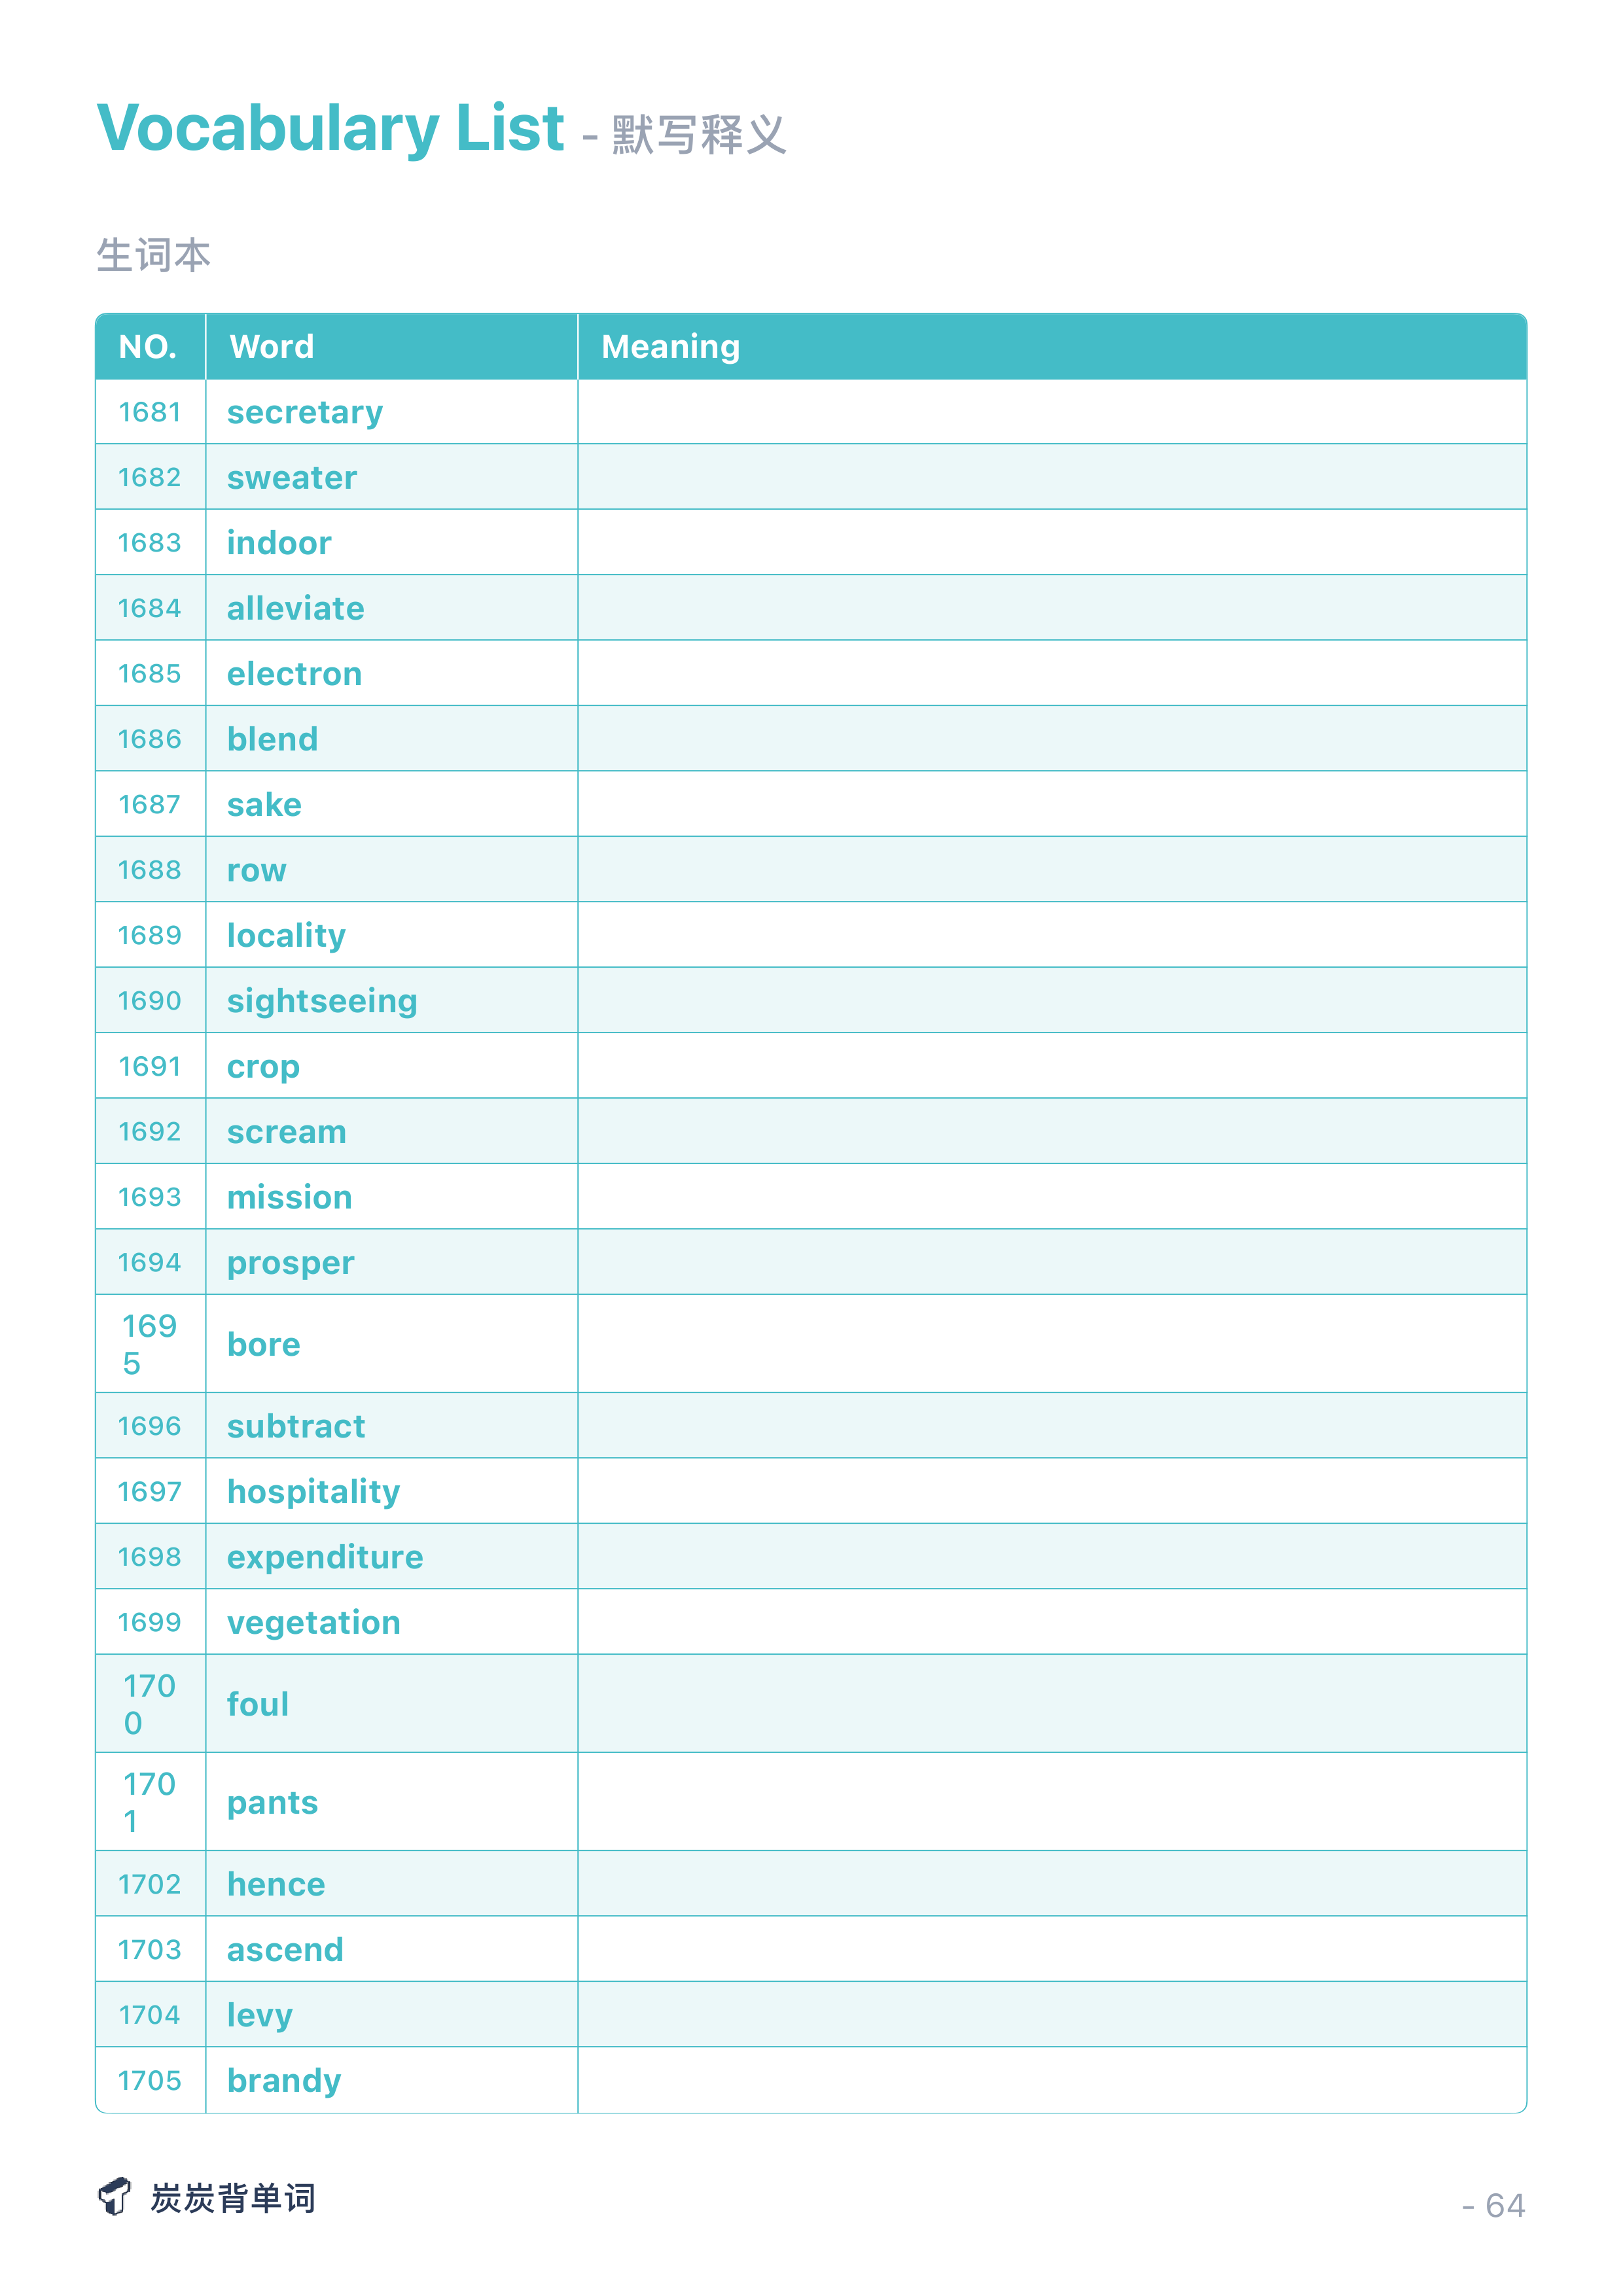 Vocabulary List - 默写释义
生词本
NO. Word Meaning
1681 secretary
1682 sweater
1683 indoor
1684 alleviate
1685 electron
1686 blend
1687 sake
1688 row
1689 locality
1690 sightseeing
1691 crop
1692 scream
1693 mission
1694 prosper
1695 bore
1696 subtract
1697 hospitality
1698 expenditure
1699 vegetation
1700 foul
1701 pants
1702 hence
1703 ascend
1704 levy
1705 brandy
炭炭背单词
- 64